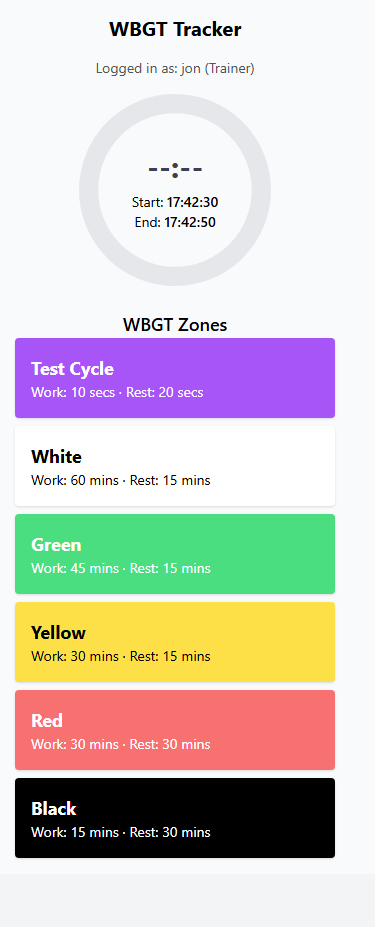 WBGT Tracker
Logged in as: jon (Trainer)
--:--
Start: 17:42:30
End: 17:42:50
WBGT Zones
Test Cycle
Work: 10 secs · Rest: 20 secs
White
Work: 60 mins · Rest: 15 mins
Green
Work: 45 mins · Rest: 15 mins
Yellow
Work: 30 mins · Rest: 15 mins
Red
Work: 30 mins · Rest: 30 mins
Black
Work: 15 mins · Rest: 30 mins